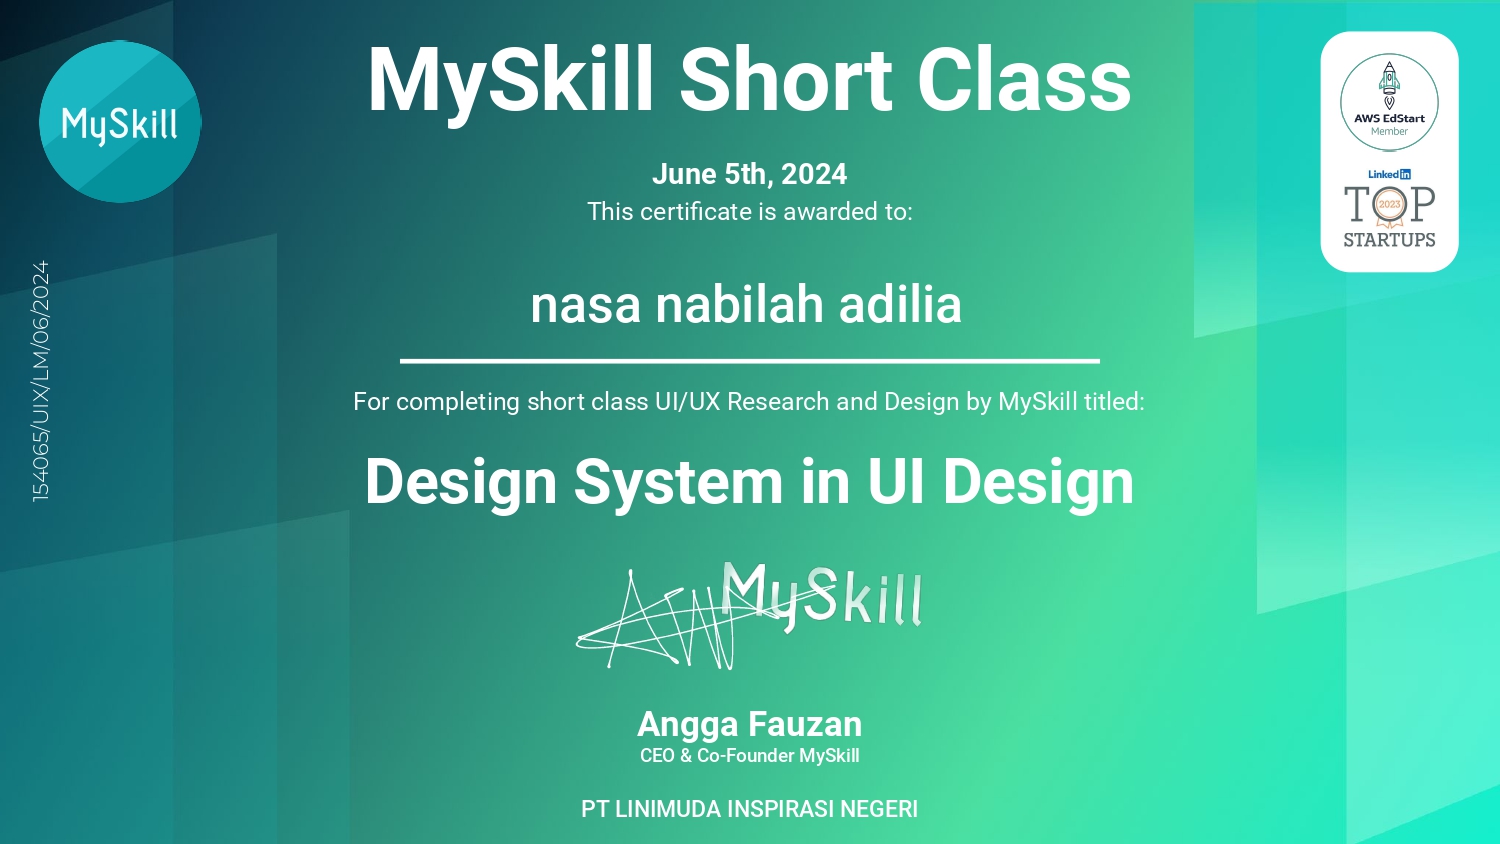 MySkill
MySkill Short Class
AWS EdStart
Member
Linked in
2023
TOP
STARTUPS
June 5th, 2024
This certificate is awarded to:
nasa nabilah adilia
154065/UIX/LM/06/2024
For completing short class UI/UX Research and Design by MySkill titled:
Design System in UI Design
MySkill
Angga Fauzan
CEO & Co-Founder MySkill
PT LINIMUDA INSPIRASI NEGERI